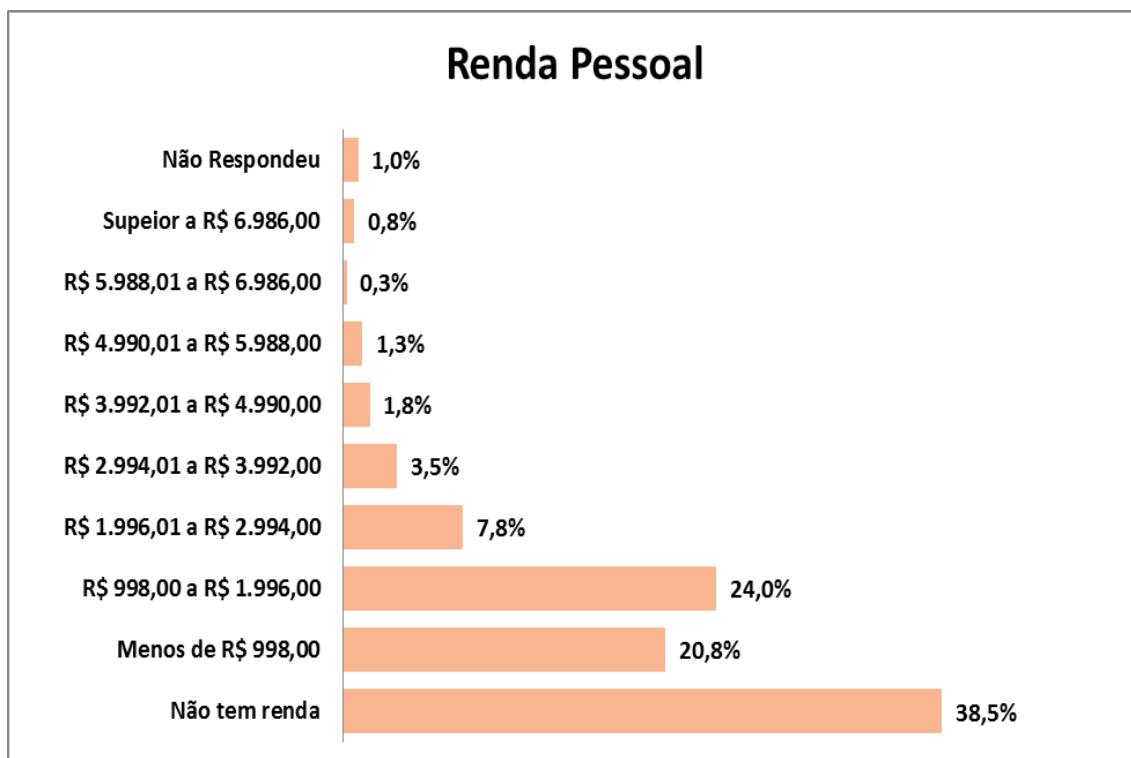 Renda Pessoal
Não Respondeu 1,0%
Supeior a R$ 6.986,00 0,8%
R$ 5.988,01 a R$ 6.986,00 0,3%
R$ 4.990,01 a R$ 5.988,00 1,3%
R$ 3.992,01 a R$ 4.990,00 1,8%
R$ 2.994,01 a R$ 3.992,00 3,5%
R$ 1.996,01 a R$ 2.994,00 7,8%
R$ 998,00 a R$ 1.996,00 24,0%
Menos de R$ 998,00 20,8%
Não tem renda 38,5%